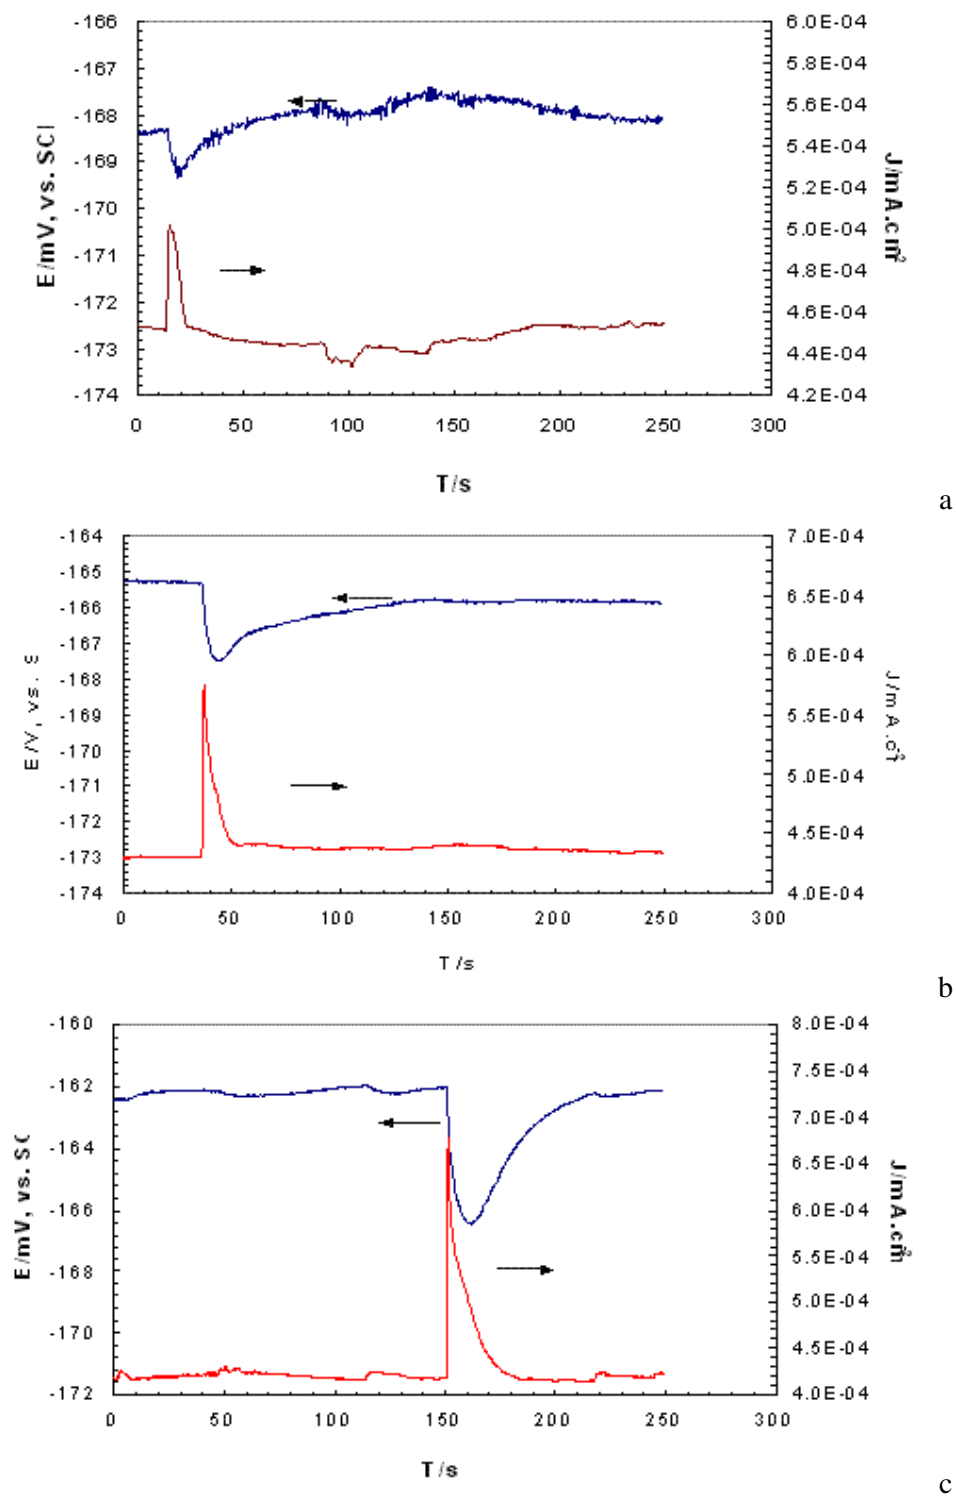 -166 6.0E-04
-167 5.8E-04
5.6E-04
-168 5.4E-04
-169 5.2E-04
-170 5.0E-04
-171 4.8E-04
-172 4.6E-04
-173 4.4E-04
-174 4.2E-04
E/mV, vs. SCI
J/mA.cm²
0 50 100 150 200 250 300
T/s
a
-164 7.0E-04
-165
-166 6.5E-04
-167 6.0E-04
-168
-169 5.5E-04
-170
-171 5.0E-04
-172 4.5E-04
-173
-174 4.0E-04
E/V, vs. S
0 50 100 150 200 250 300
T/s
b
-160 8.0E-04
7.5E-04
-162 7.0E-04
-164 6.5E-04
-166 6.0E-04
-168 5.5E-04
5.0E-04
-170 4.5E-04
-172 4.0E-04
E/mV, vs. SC
0 50 100 150 200 250 300
T/s
c